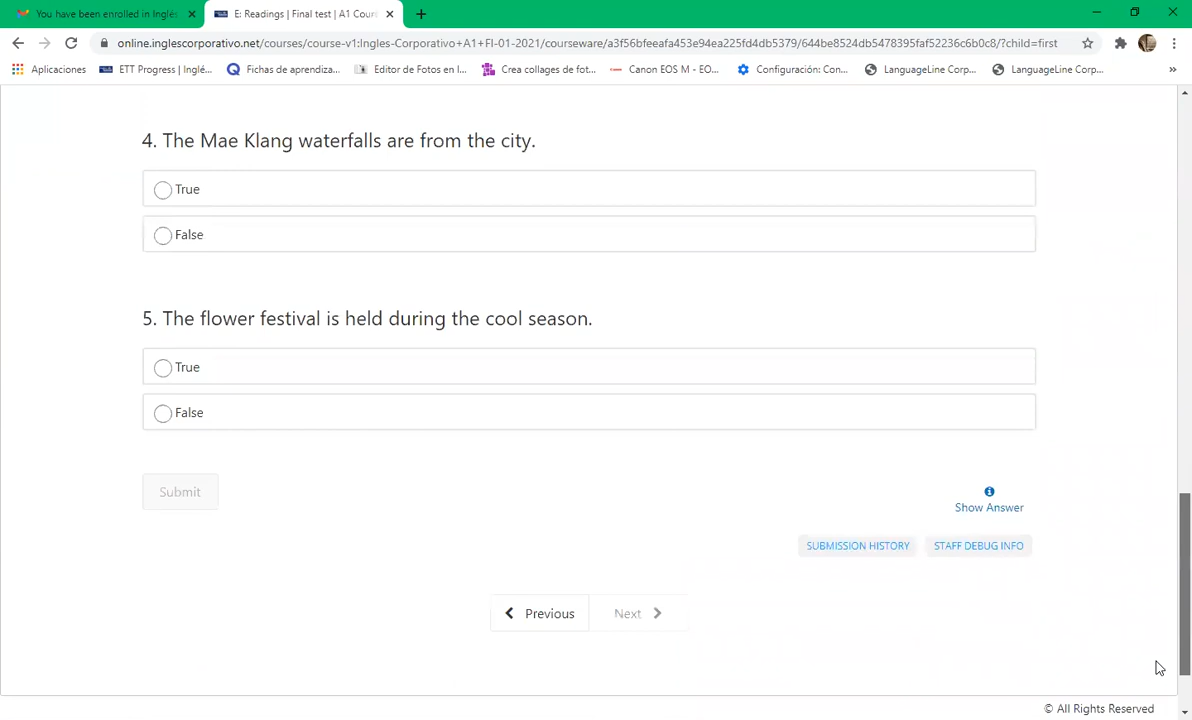 You have been enrolled in Inglés
E: Readings | Final test | A1 Cours
online.inglescorporativo.net/courses/course-v1:Ingles-Corporativo+A1+FI-01-2021/courseware/a3f56bfeeafa453e94ea225fd4db5379/644be8524db5478395faf52236c6b0c8/?child=first
Aplicaciones ETT Progress | Inglé... Fichas de aprendiza... Editor de Fotos en l... Crea collages de fot... Canon EOS M - EO... Configuración: Con... LanguageLine Corp... LanguageLine Corp... »
4. The Mae Klang waterfalls are from the city.
True
False
5. The flower festival is held during the cool season.
True
False
Submit
Show Answer
SUBMISSION HISTORY STAFF DEBUG INFO
Previous Next
© All Rights Reserved